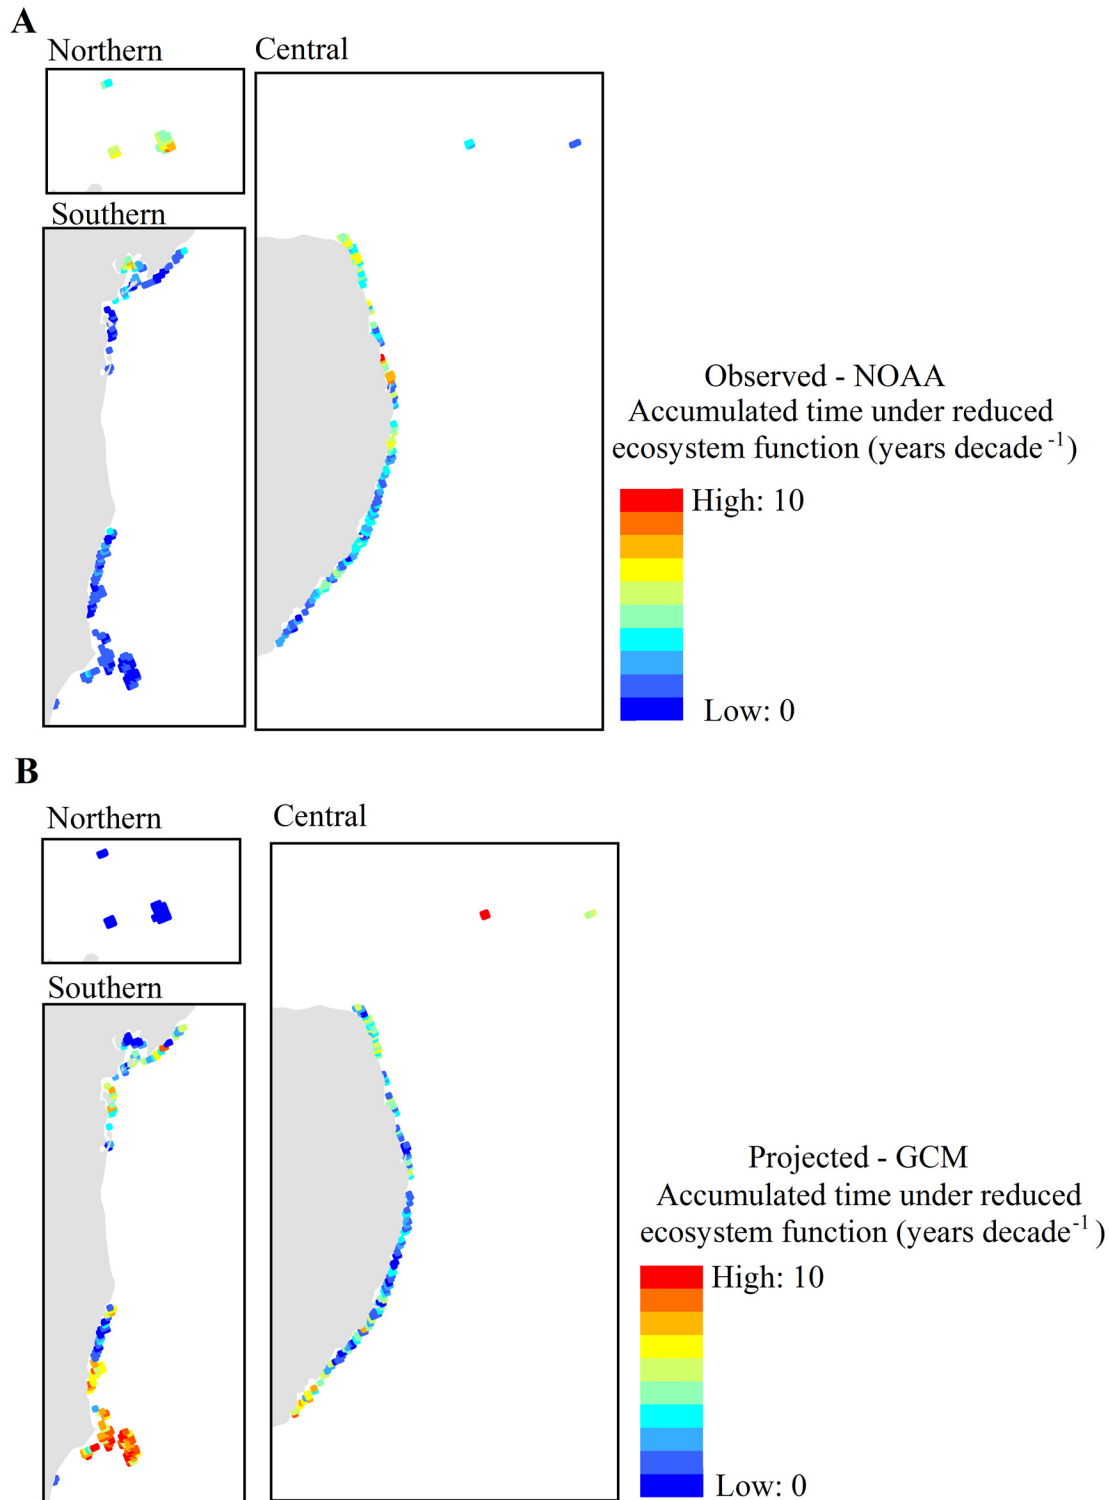 A
Northern
Central
Southern
Observed - NOAA
Accumulated time under reduced
ecosystem function (years decade⁻¹)
High: 10
Low: 0
B
Northern
Central
Southern
Projected - GCM
Accumulated time under reduced
ecosystem function (years decade⁻¹)
High: 10
Low: 0